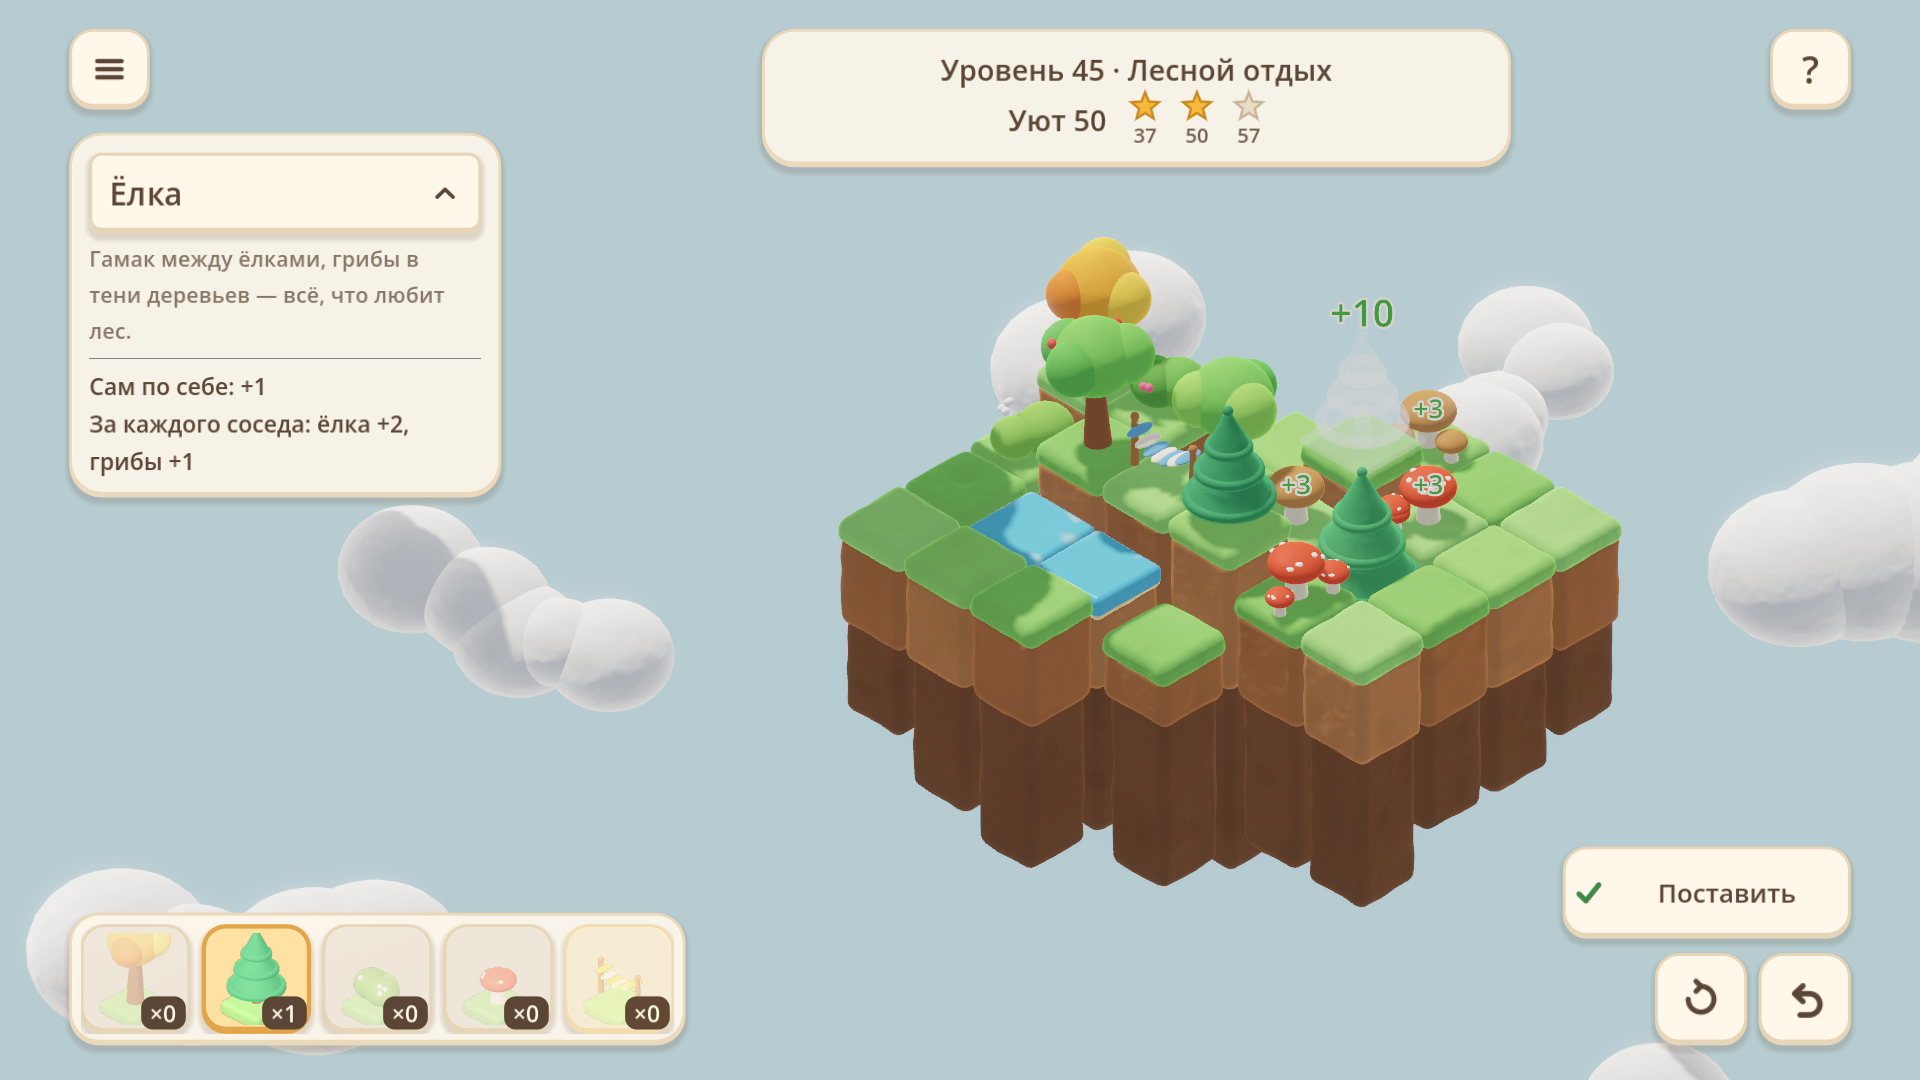 Уровень 45 · Лесной отдых
Уют 50
37 50 57
?
Ёлка
Гамак между ёлками, грибы в
тени деревьев — всё, что любит
лес.
Сам по себе: +1
За каждого соседа: ёлка +2,
грибы +1
+10
+3
+3
+3
Поставить
×0 ×1 ×0 ×0 ×0